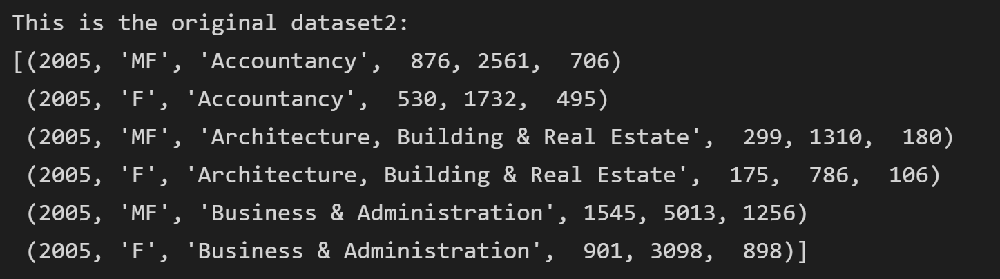 This is the original dataset2:
[(2005, 'MF', 'Accountancy',  876, 2561,  706)
 (2005, 'F', 'Accountancy',  530, 1732,  495)
 (2005, 'MF', 'Architecture, Building & Real Estate',  299, 1310,  180)
 (2005, 'F', 'Architecture, Building & Real Estate',  175,  786,  106)
 (2005, 'MF', 'Business & Administration', 1545, 5013, 1256)
 (2005, 'F', 'Business & Administration',  901, 3098,  898)]